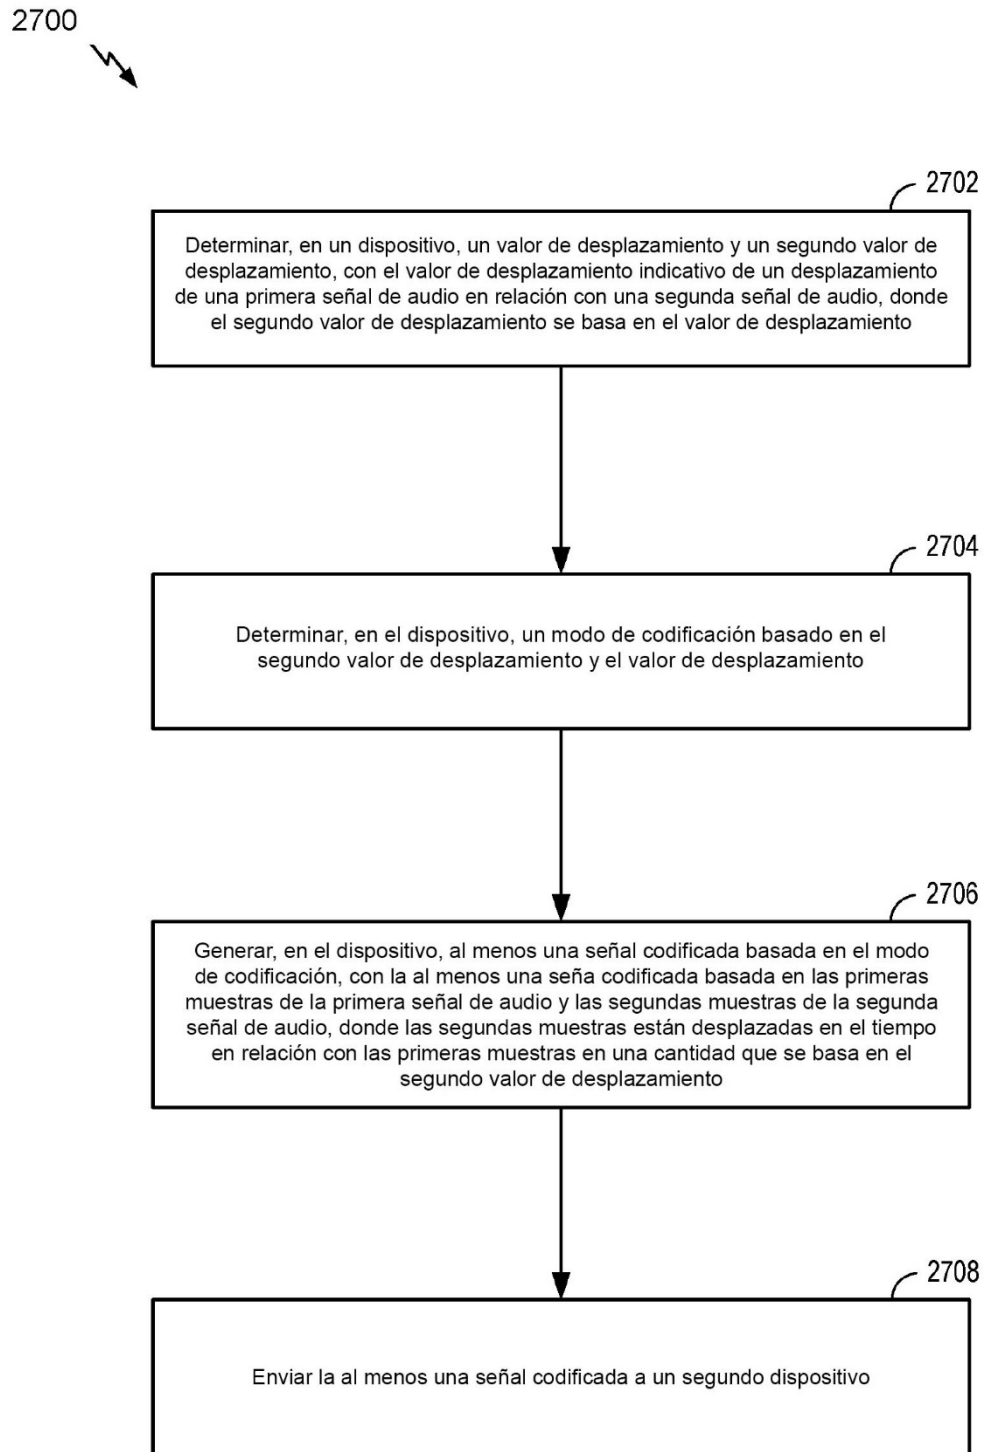 2700
2702
Determinar, en un dispositivo, un valor de desplazamiento y un segundo valor de
desplazamiento, con el valor de desplazamiento indicativo de un desplazamiento
de una primera señal de audio en relación con una segunda señal de audio, donde
el segundo valor de desplazamiento se basa en el valor de desplazamiento
2704
Determinar, en el dispositivo, un modo de codificación basado en el
segundo valor de desplazamiento y el valor de desplazamiento
2706
Generar, en el dispositivo, al menos una señal codificada basada en el modo
de codificación, con la al menos una seña codificada basada en las primeras
muestras de la primera señal de audio y las segundas muestras de la segunda
señal de audio, donde las segundas muestras están desplazadas en el tiempo
en relación con las primeras muestras en una cantidad que se basa en el
segundo valor de desplazamiento
2708
Enviar la al menos una señal codificada a un segundo dispositivo